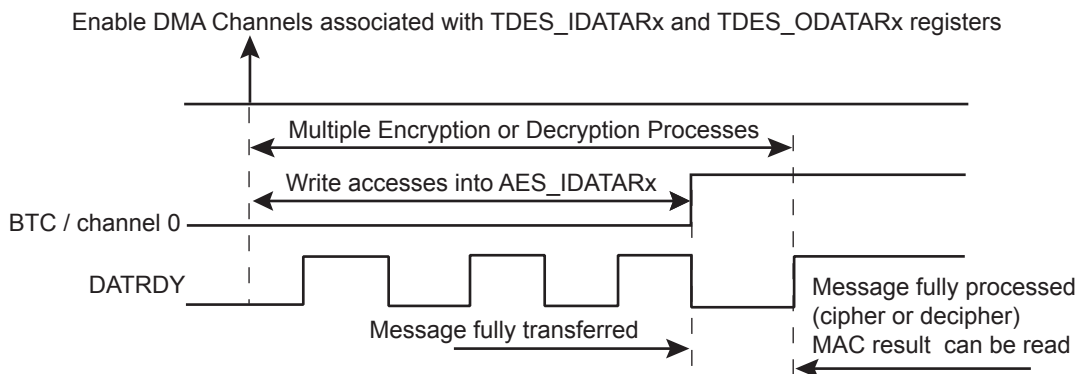 Enable DMA Channels associated with TDES_IDATARx and TDES_ODATARx registers
Multiple Encryption or Decryption Processes
Write accesses into AES_IDATARx
BTC / channel 0
DATRDY
Message fully transferred
Message fully processed
(cipher or decipher)
MAC result can be read